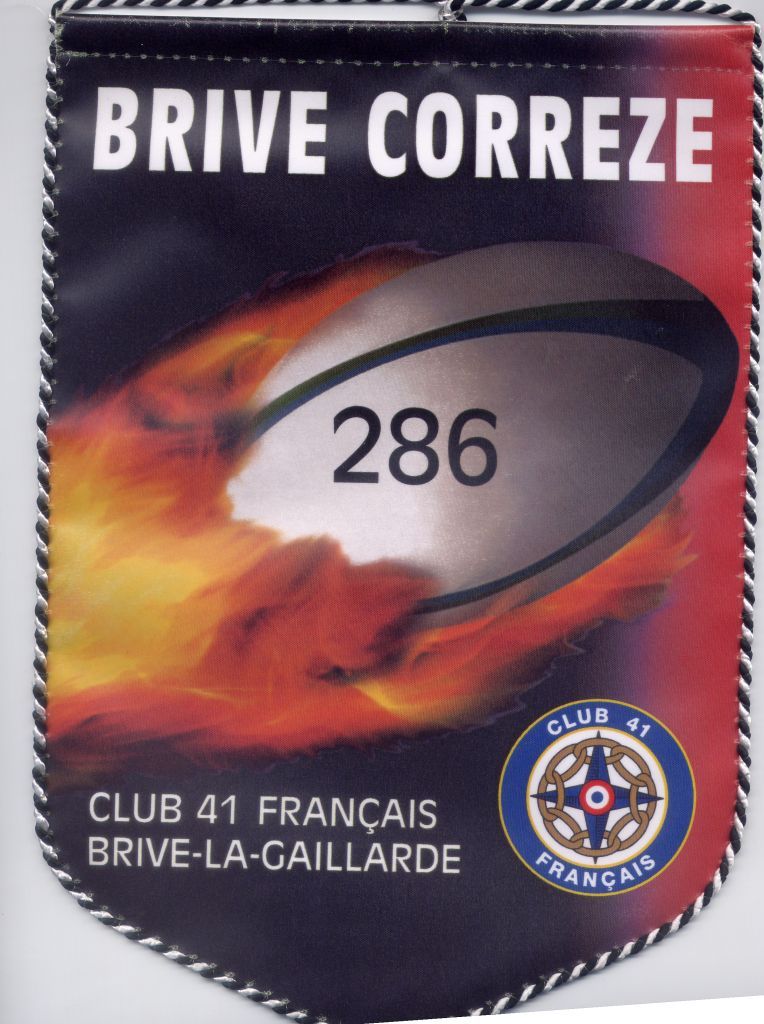 BRIVE CORREZE
286
CLUB 41
FRANÇAIS
CLUB 41 FRANÇAIS
BRIVE-LA-GAILLARDE